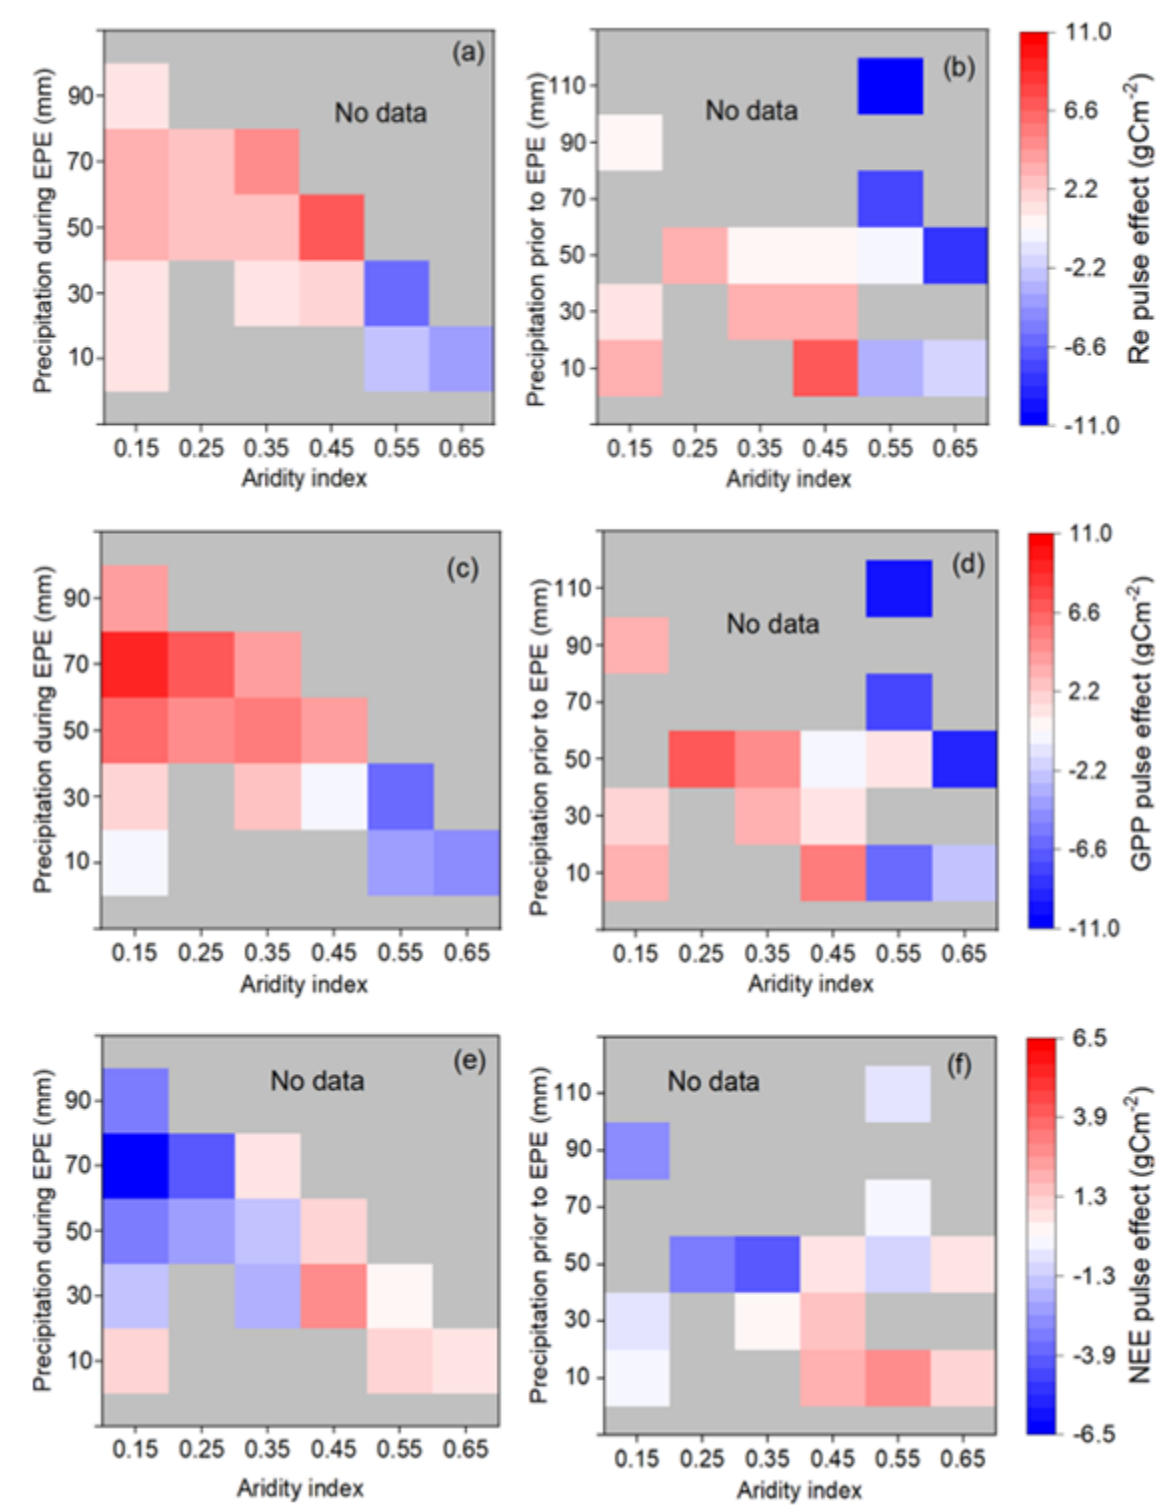 (a)
No data
Precipitation during EPE (mm)
90
70
50
30
10
0.15 0.25 0.35 0.45 0.55 0.65
Aridity index
(b)
No data
Precipitation prior to EPE (mm)
110
90
70
50
30
10
0.15 0.25 0.35 0.45 0.55 0.65
Aridity index
11.0
6.6
2.2
-2.2
-6.6
-11.0
Re pulse effect (gCm⁻²)
(c)
Precipitation during EPE (mm)
90
70
50
30
10
0.15 0.25 0.35 0.45 0.55 0.65
Aridity index
(d)
No data
Precipitation prior to EPE (mm)
110
90
70
50
30
10
0.15 0.25 0.35 0.45 0.55 0.65
Aridity index
11.0
6.6
2.2
-2.2
-6.6
-11.0
GPP pulse effect (gCm⁻²)
(e)
No data
Precipitation during EPE (mm)
90
70
50
30
10
0.15 0.25 0.35 0.45 0.55 0.65
Aridity index
(f)
No data
Precipitation prior to EPE (mm)
110
90
70
50
30
10
0.15 0.25 0.35 0.45 0.55 0.65
Aridity index
6.5
3.9
1.3
-1.3
-3.9
-6.5
NEE pulse effect (gCm⁻²)